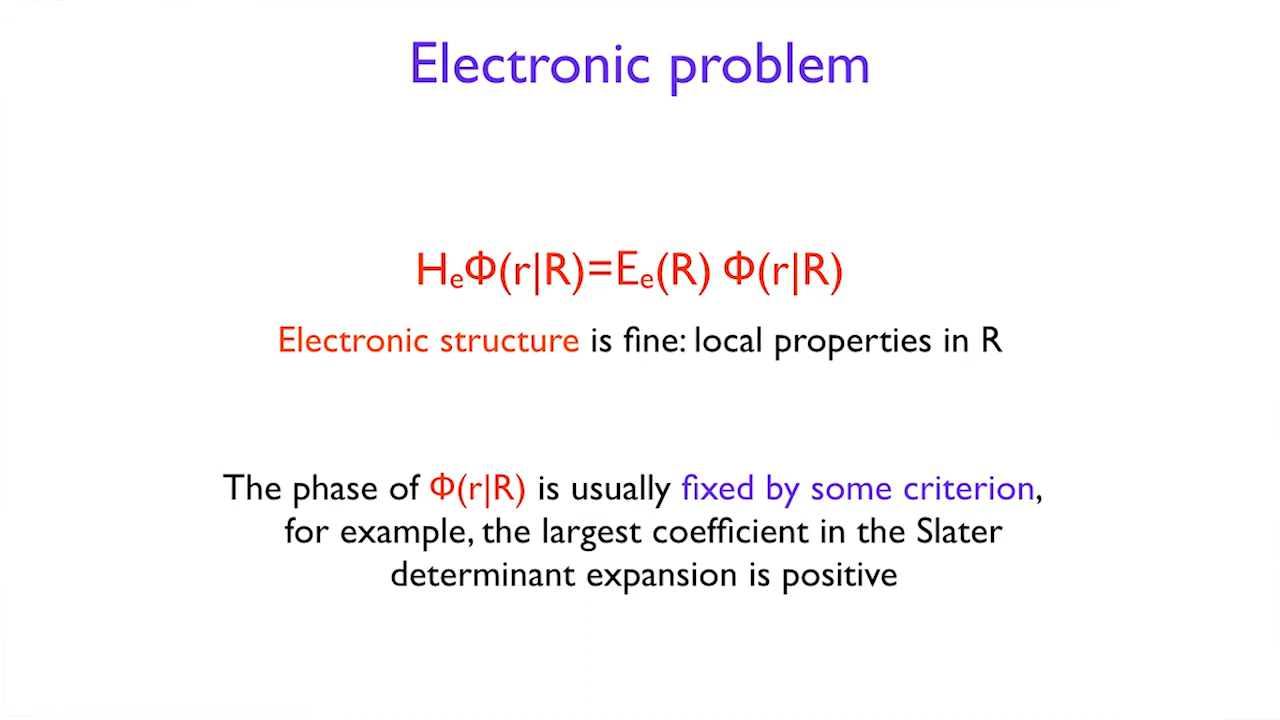 Electronic problem
HₑΦ(r|R)=Eₑ(R) Φ(r|R)
Electronic structure is fine: local properties in R
The phase of Φ(r|R) is usually fixed by some criterion,
for example, the largest coefficient in the Slater
determinant expansion is positive